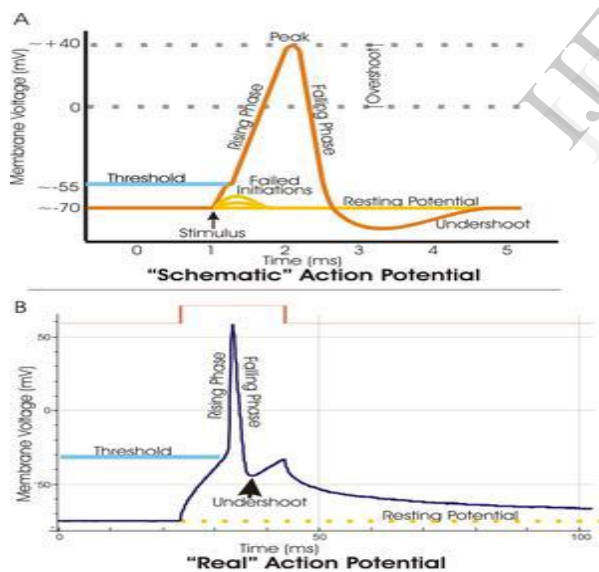 A
Peak
~+40
Overshoot
Membrane Voltage (mV)
Rising Phase
Falling Phase
0
Threshold
~-55
Failed
Initiations
Resting Potential
~-70
Undershoot
Stimulus
0 1 2 3 4 5
Time (ms)
"Schematic" Action Potential
B
50
Membrane Voltage (mV)
Rising Phase
Falling Phase
0
Threshold
50
Undershoot
Resting Potential
0 50 100
Time (ms)
"Real" Action Potential